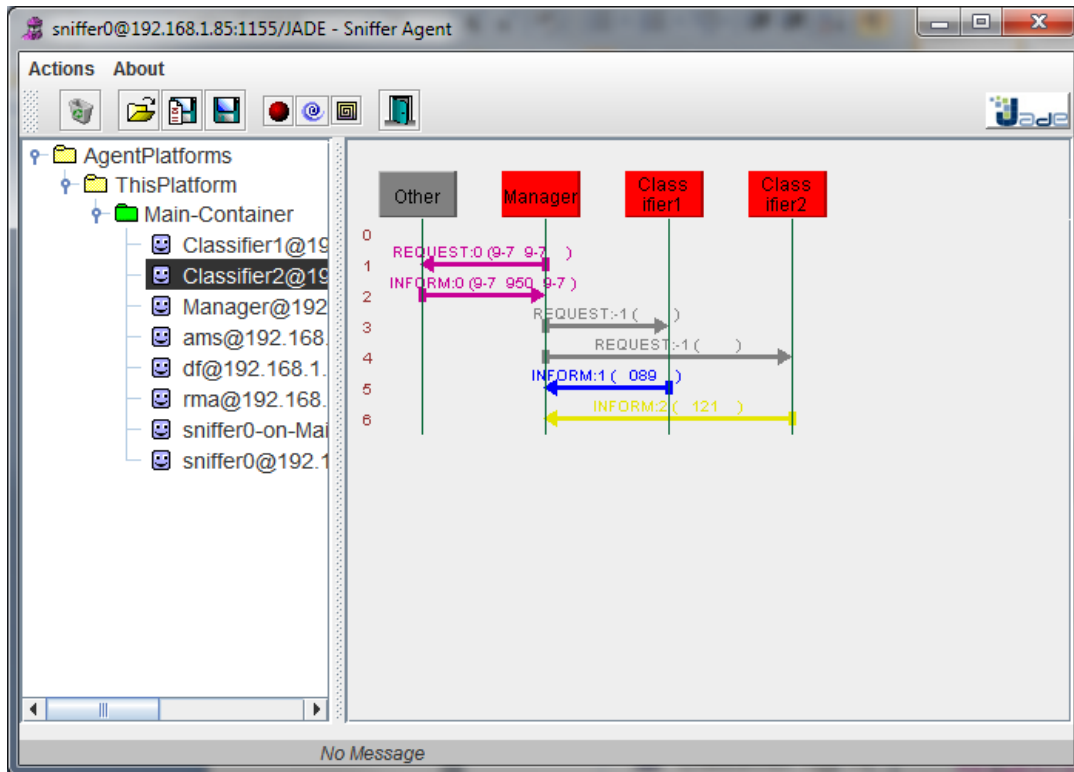 sniffer0@192.168.1.85:1155/JADE - Sniffer Agent
Actions About
Jade
AgentPlatforms
ThisPlatform
Main-Container
Classifier1@19
Classifier2@19
Manager@192
ams@192.168.
df@192.168.1.
rma@192.168.
sniffer0-on-Mai
sniffer0@192.1
Other Manager Class
ifier1 Class
ifier2
0
REQUEST:0 (9-7 9-7 )
1
INFORM:0 (9-7 950 9-7 )
2
REQUEST:-1 ( )
3
REQUEST:-1 ( )
4
INFORM:1 ( 089 )
5
INFORM:2 ( 121 )
6
No Message